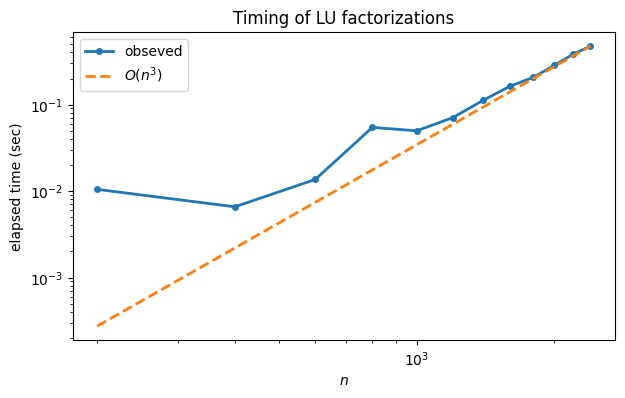 Timing of LU factorizations
obseved
O(n³)
10⁻¹
10⁻²
10⁻³
elapsed time (sec)
10³
n